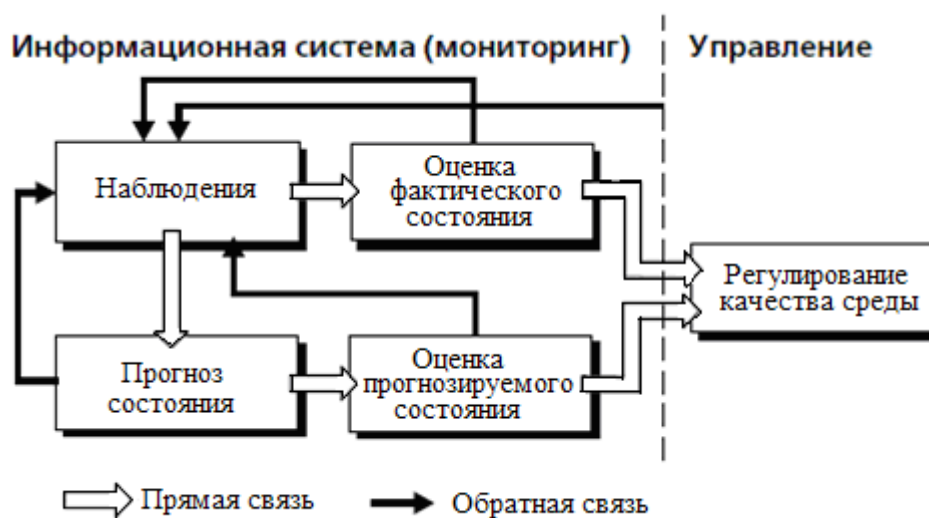 Информационная система (мониторинг)
Управление
Наблюдения
Оценка
фактического
состояния
Регулирование
качества среды
Прогноз
состояния
Оценка
прогнозируемого
состояния
Прямая связь
Обратная связь